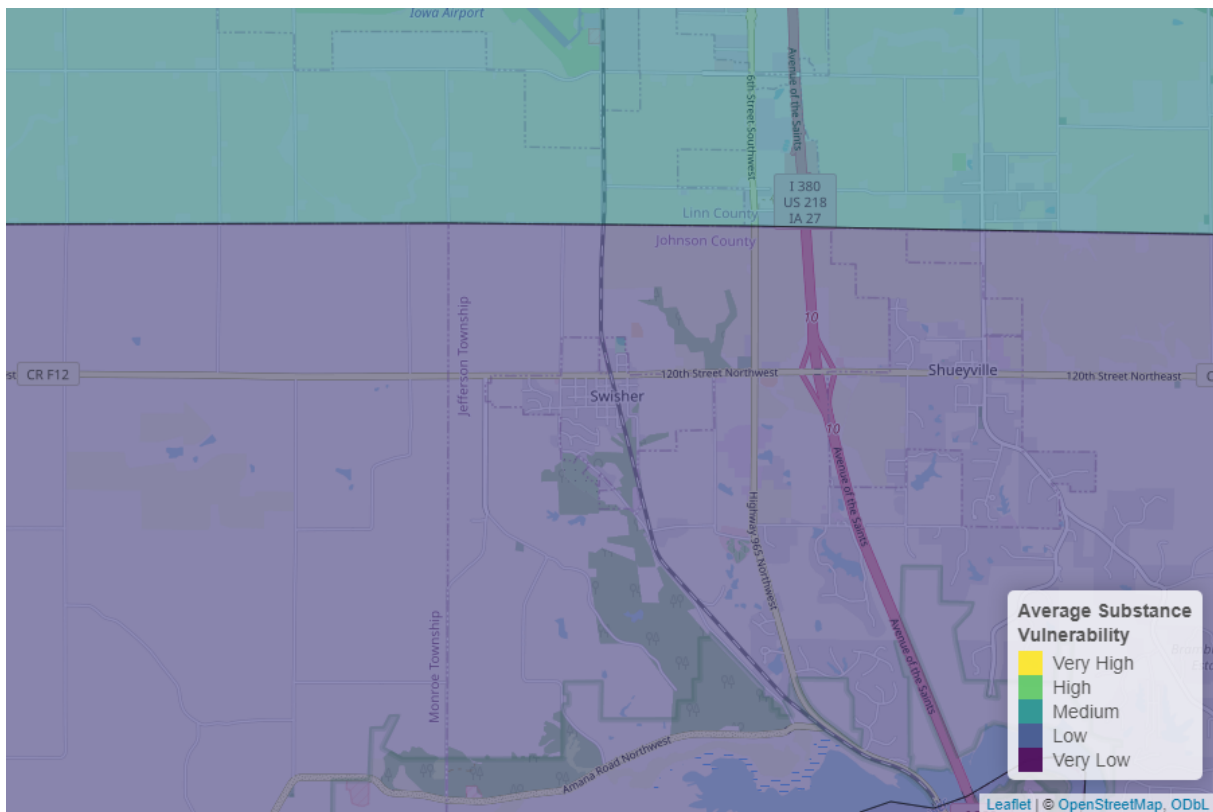 Iowa Airport
Avenue of the Saints
6th Street Southwest
I 380
US 218
IA 27
Linn County
Johnson County
Jefferson Township
10
CR F12
120th Street Northwest
Shueyville
120th Street Northeast
Swisher
10
Avenue of the Saints
Highway 965 Northwest
Monroe Township
Avenue of the Saints
Amana Road Northwest
Average Substance
Vulnerability
Very High
High
Medium
Low
Very Low
Leaflet | © OpenStreetMap, ODbL